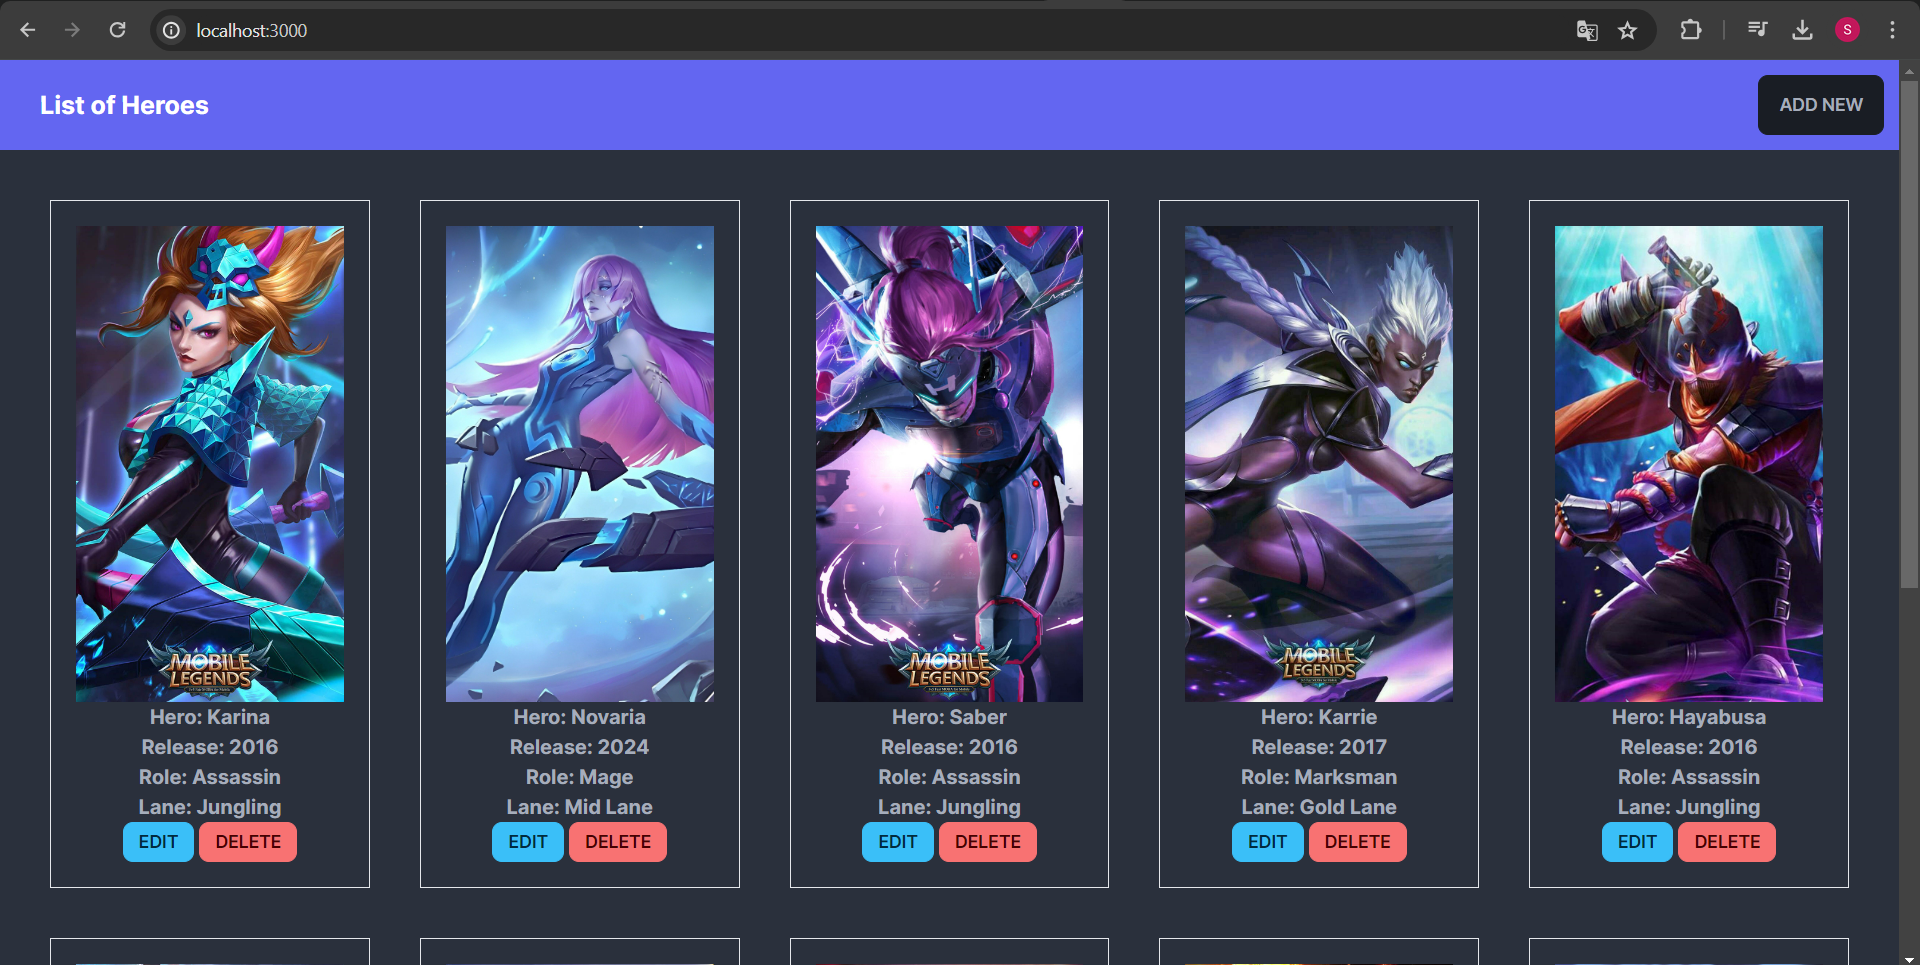 localhost:3000
S
List of Heroes
ADD NEW
MOBILE
LEGENDS
Hero: Karina
Release: 2016
Role: Assassin
Lane: Jungling
EDIT DELETE
Hero: Novaria
Release: 2024
Role: Mage
Lane: Mid Lane
EDIT DELETE
MOBILE
LEGENDS
Hero: Saber
Release: 2016
Role: Assassin
Lane: Jungling
EDIT DELETE
MOBILE
LEGENDS
Hero: Karrie
Release: 2017
Role: Marksman
Lane: Gold Lane
EDIT DELETE
Hero: Hayabusa
Release: 2016
Role: Assassin
Lane: Jungling
EDIT DELETE